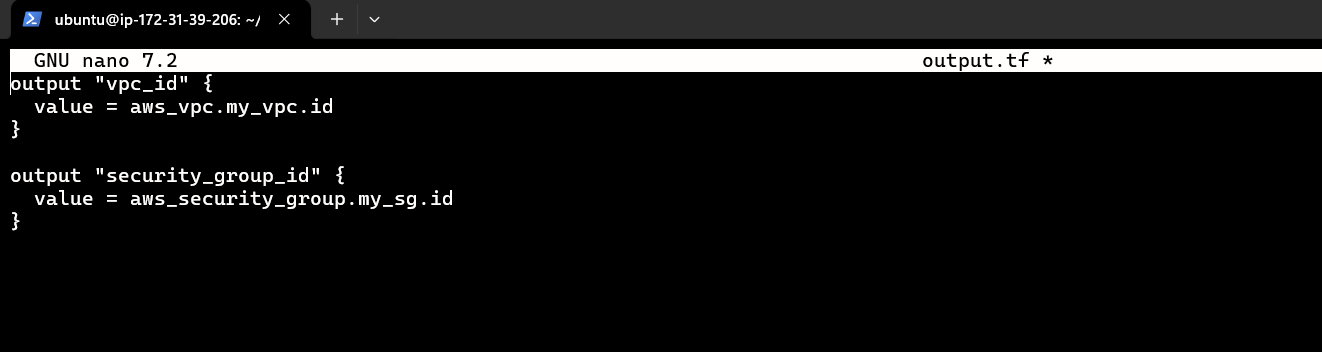 ubuntu@ip-172-31-39-206: ~/
GNU nano 7.2 output.tf *
output "vpc_id" {
  value = aws_vpc.my_vpc.id
}
output "security_group_id" {
  value = aws_security_group.my_sg.id
}